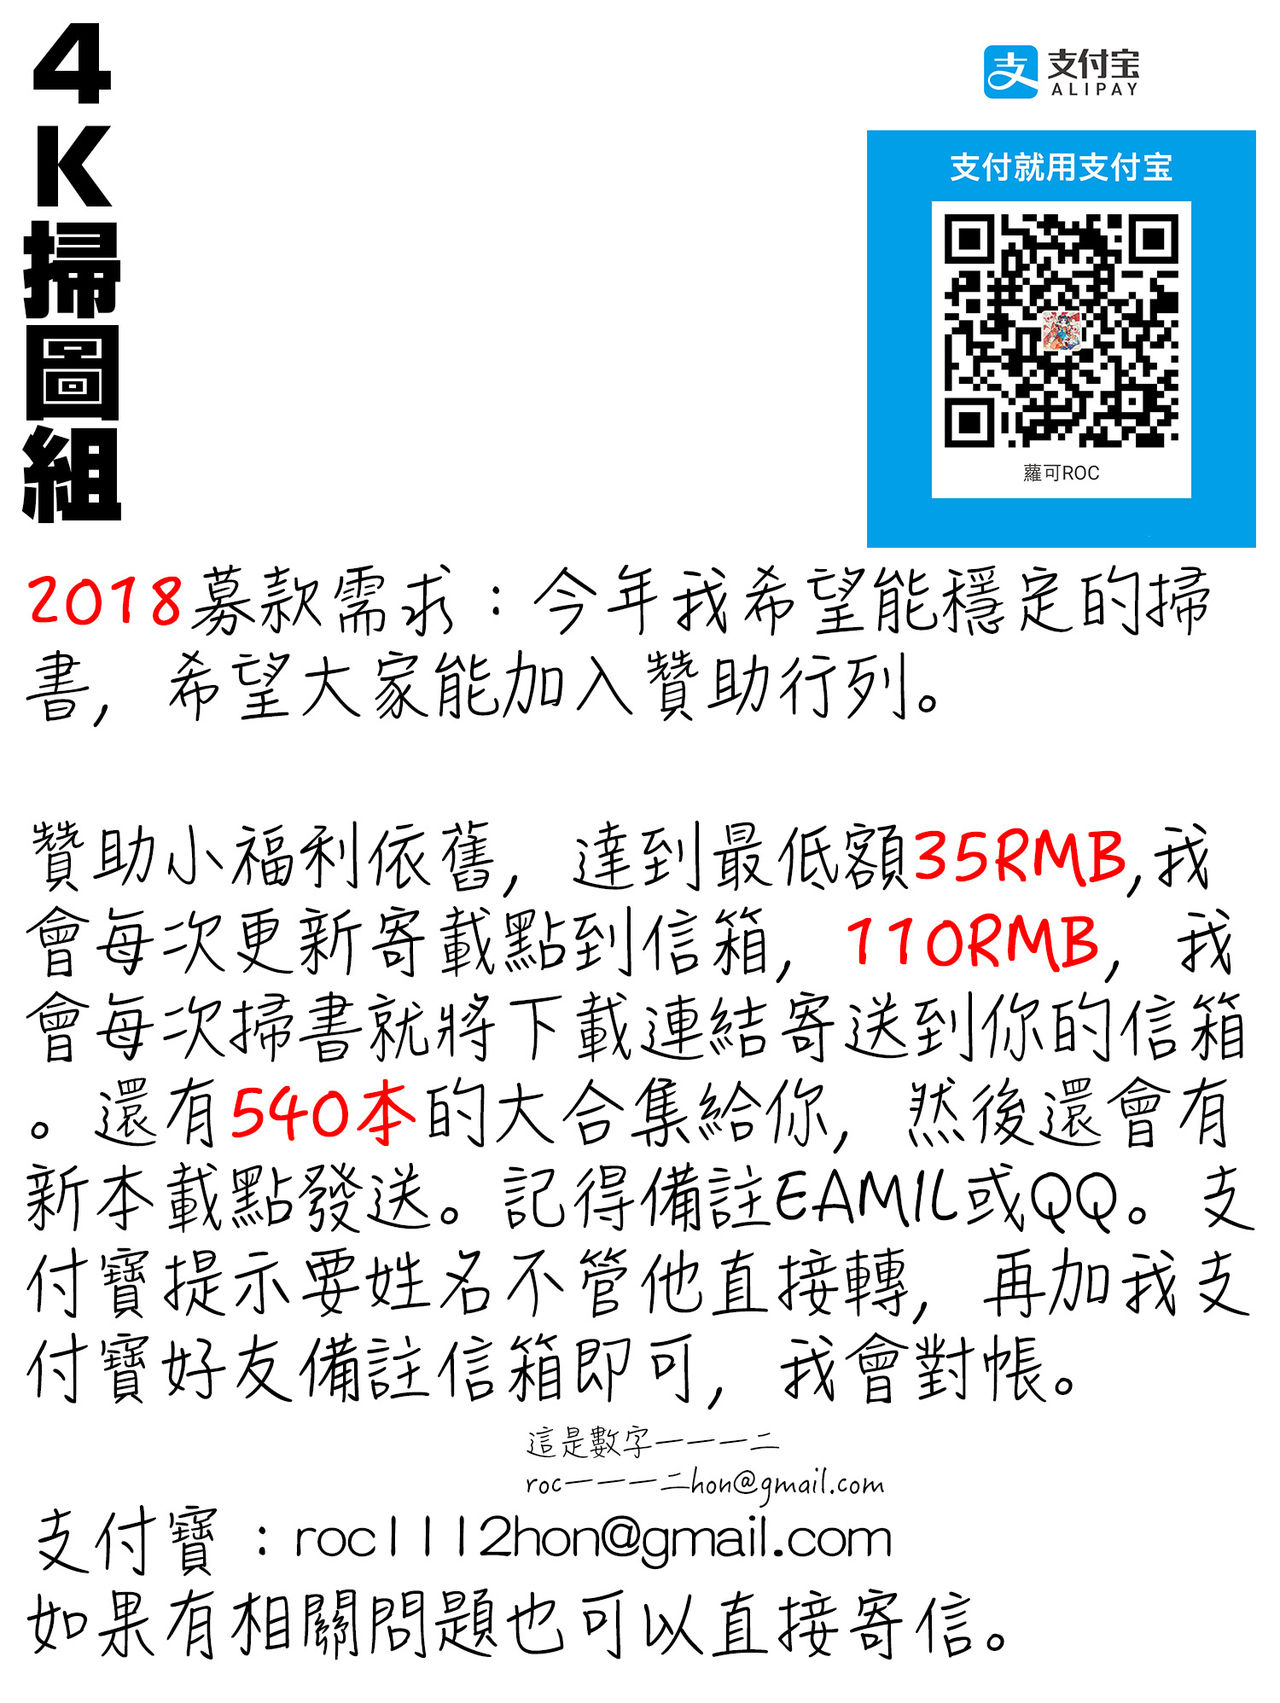 4K掃圖組
支 支付宝
ALIPAY
支付就用支付宝
蘿可ROC
2018募款需求：今年我希望能穩定的掃
書，希望大家能加入贊助行列。
贊助小福利依舊，達到最低額35RMB,我
會每次更新寄載點到信箱，110RMB，我
會每次掃書就將下載連結寄送到你的信箱
。還有540本的大合集給你，然後還會有
新本載點發送。記得備註EAMIL或QQ。支
付寶提示要姓名不管他直接轉，再加我支
付寶好友備註信箱即可，我會對帳。
這是數字一一一二
roc一一一二hon@gmail.com
支付寶：roc1112hon@gmail.com
如果有相關問題也可以直接寄信。